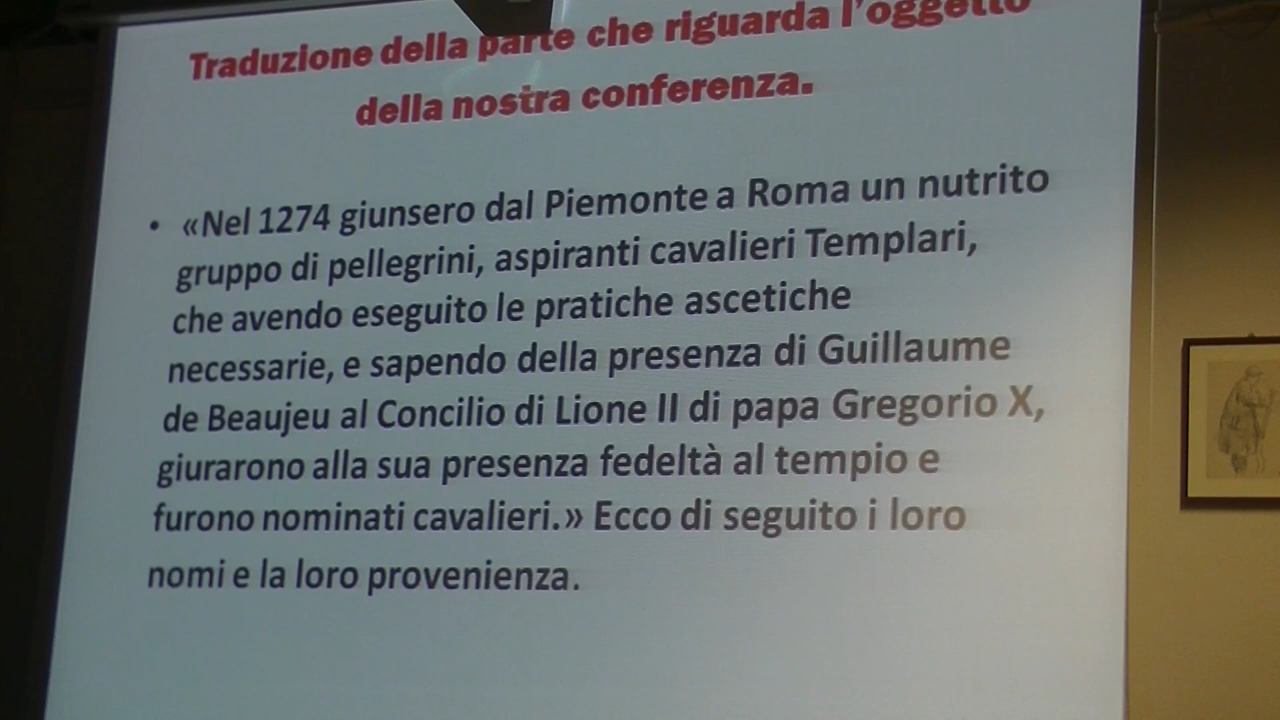 Traduzione della parte che riguarda l'oggetto
della nostra conferenza.
• «Nel 1274 giunsero dal Piemonte a Roma un nutrito
gruppo di pellegrini, aspiranti cavalieri Templari,
che avendo eseguito le pratiche ascetiche
necessarie, e sapendo della presenza di Guillaume
de Beaujeu al Concilio di Lione II di papa Gregorio X,
giurarono alla sua presenza fedeltà al tempio e
furono nominati cavalieri.» Ecco di seguito i loro
nomi e la loro provenienza.